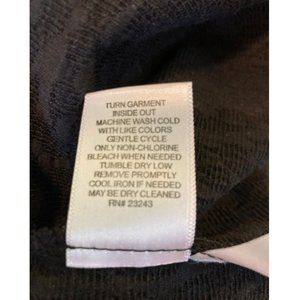 TURN GARMENT
INSIDE OUT
MACHINE WASH COLD
WITH LIKE COLORS
GENTLE CYCLE
ONLY NON-CHLORINE
BLEACH WHEN NEEDED
TUMBLE DRY LOW
REMOVE PROMPTLY
COOL IRON IF NEEDED
MAY BE DRY CLEANED
RN# 23243